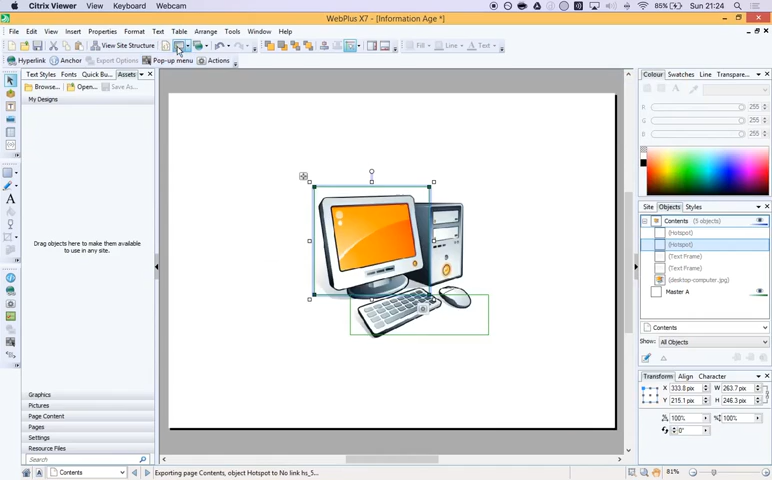 Citrix Viewer View Keyboard Webcam 85% Sun 21:24
WebPlus X7 - [Information Age *]
File Edit View Insert Properties Format Text Table Arrange Tools Window Help
View Site Structure Text
Hyperlink Anchor Export Options Pop-up menu Actions
Text Styles Fonts Quick Bu... Assets
Browse... Open... Save As...
My Designs
Drag objects here to make them available
to use in any site.
Graphics
Pictures
Page Content
Pages
Settings
Resource Files
Search
Colour Swatches Line Transpare...
R 255
G 255
B 255
Site Objects Styles
Contents (5 objects)
(Hotspot)
(Hotspot)
(Text Frame)
(Text Frame)
(desktop-computer.jpg)
Master A
Contents
Show: All Objects
Transform Align Character
X 333.8 pix W 263.7 pix
Y 215.1 pix H 246.3 pix
100% 100%
0°
Contents Exporting page Contents, object Hotspot to No link hs_5... 81%